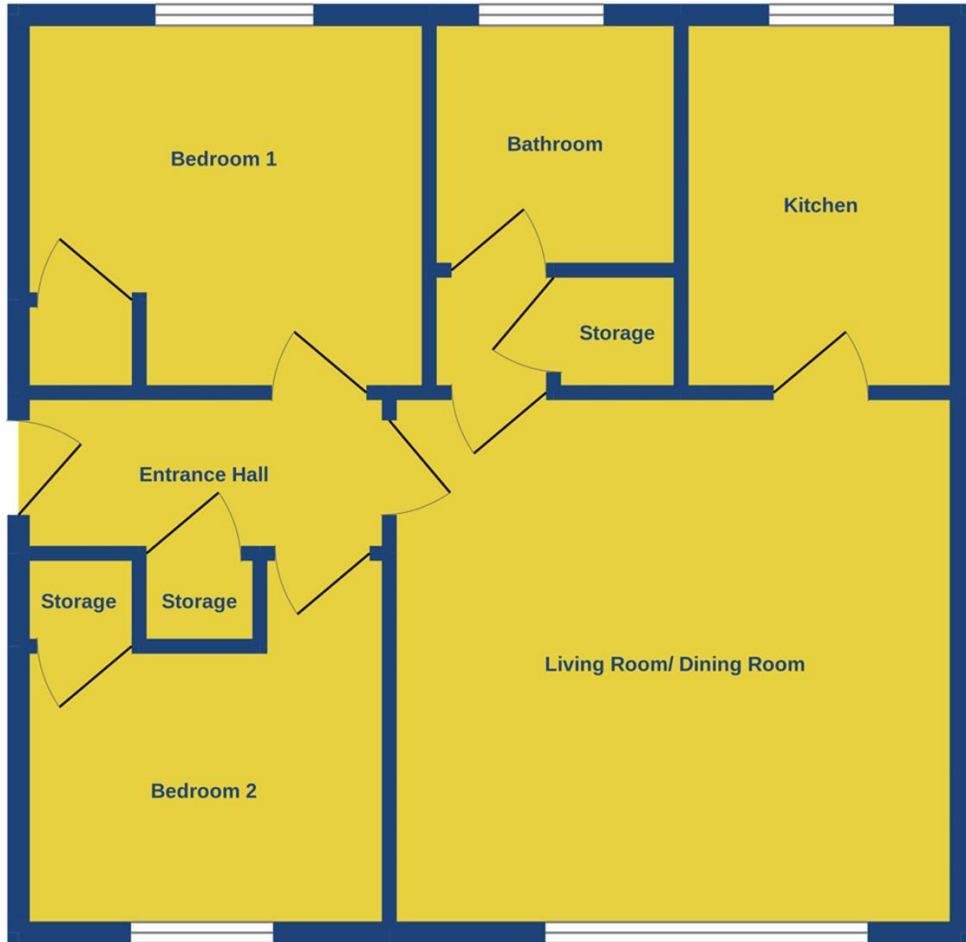 Bedroom 1
Bathroom
Kitchen
Storage
Entrance Hall
Storage
Storage
Living Room/ Dining Room
Bedroom 2